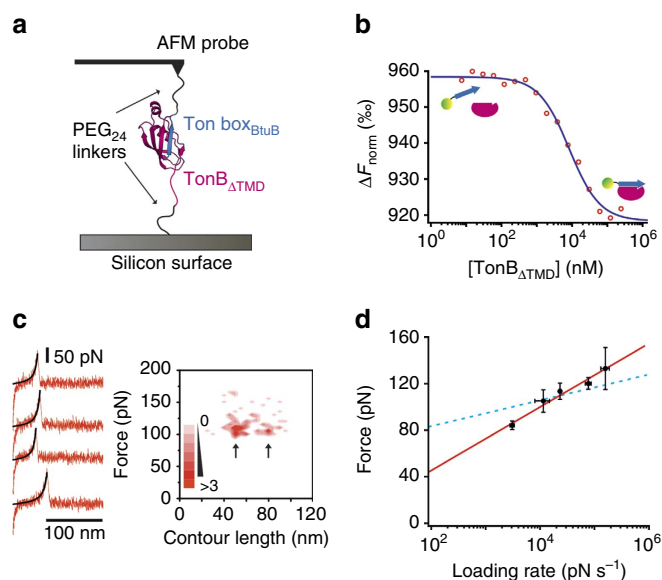 a
AFM probe
PEG24
linkers
Ton boxBtuB
TonBΔTMD
Silicon surface
b
ΔFnorm (‰)
960
950
940
930
920
10^0 10^2 10^4 10^6
[TonBΔTMD] (nM)
c
50 pN
100 nm
Force (pN)
200
150
100
50
0
0
>3
0 40 80 120
Contour length (nm)
d
Force (pN)
160
120
80
40
0
10^2 10^4 10^6
Loading rate (pN s^−1)